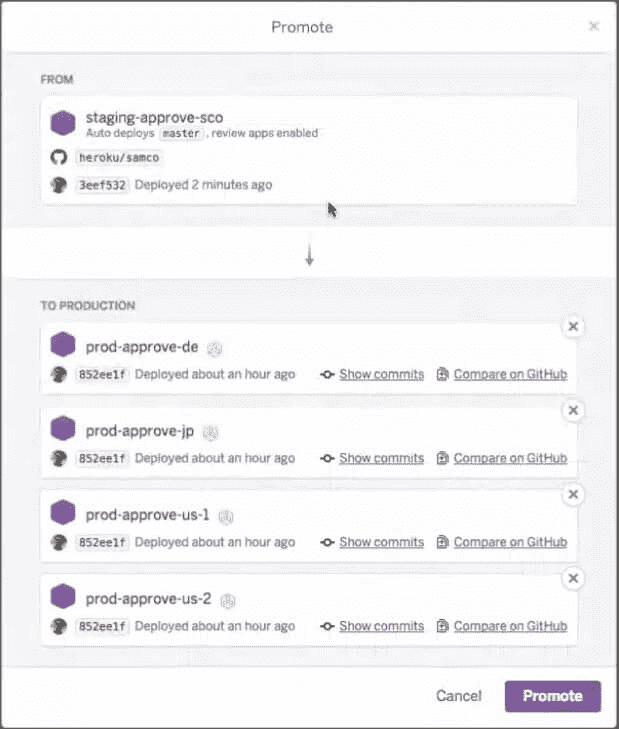 Promote
FROM
staging-approve-sco
Auto deploys master , review apps enabled
heroku/samco
3eef532 Deployed 2 minutes ago
TO PRODUCTION
prod-approve-de
852ee1f Deployed about an hour ago Show commits Compare on GitHub
prod-approve-jp
852ee1f Deployed about an hour ago Show commits Compare on GitHub
prod-approve-us-1
852ee1f Deployed about an hour ago Show commits Compare on GitHub
prod-approve-us-2
852ee1f Deployed about an hour ago Show commits Compare on GitHub
Cancel Promote